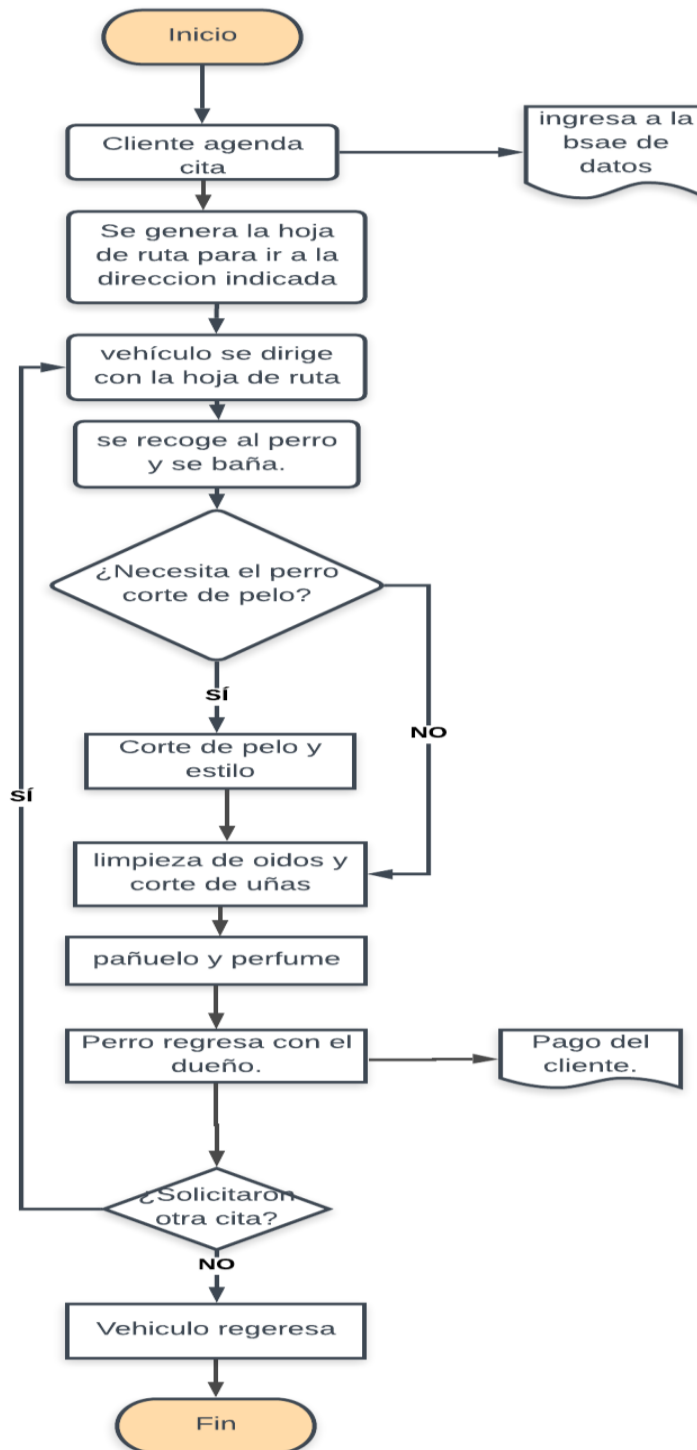 Inicio
Cliente agenda
cita
ingresa a la
bsae de
datos
Se genera la hoja
de ruta para ir a la
direccion indicada
vehículo se dirige
con la hoja de ruta
se recoge al perro
y se baña.
¿Necesita el perro
corte de pelo?
SÍ
NO
Corte de pelo y
estilo
SÍ
limpieza de oidos y
corte de uñas
pañuelo y perfume
Perro regresa con el
dueño.
Pago del
cliente.
¿Solicitaron
otra cita?
NO
Vehiculo regeresa
Fin